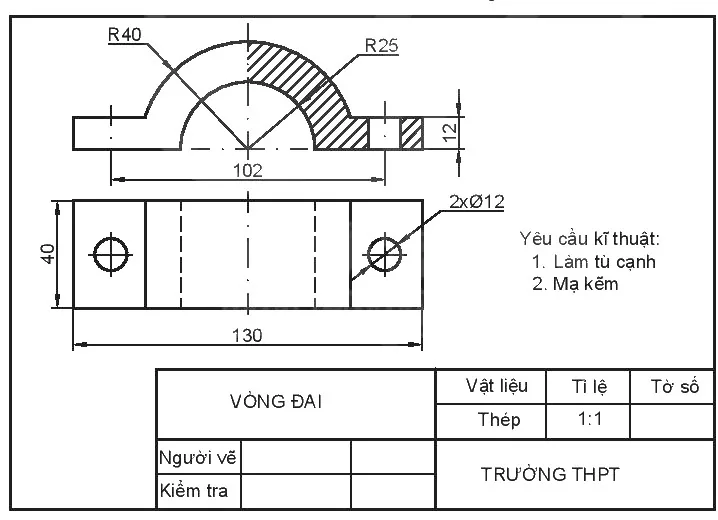 R40
R25
12
102
2xØ12
40
Yêu cầu kĩ thuật:
1. Làm tù cạnh
2. Mạ kẽm
130
VÒNG ĐAI
Vật liệu
Tỉ lệ
Tờ số
Thép
1:1
Người vẽ
Kiểm tra
TRƯỜNG THPT